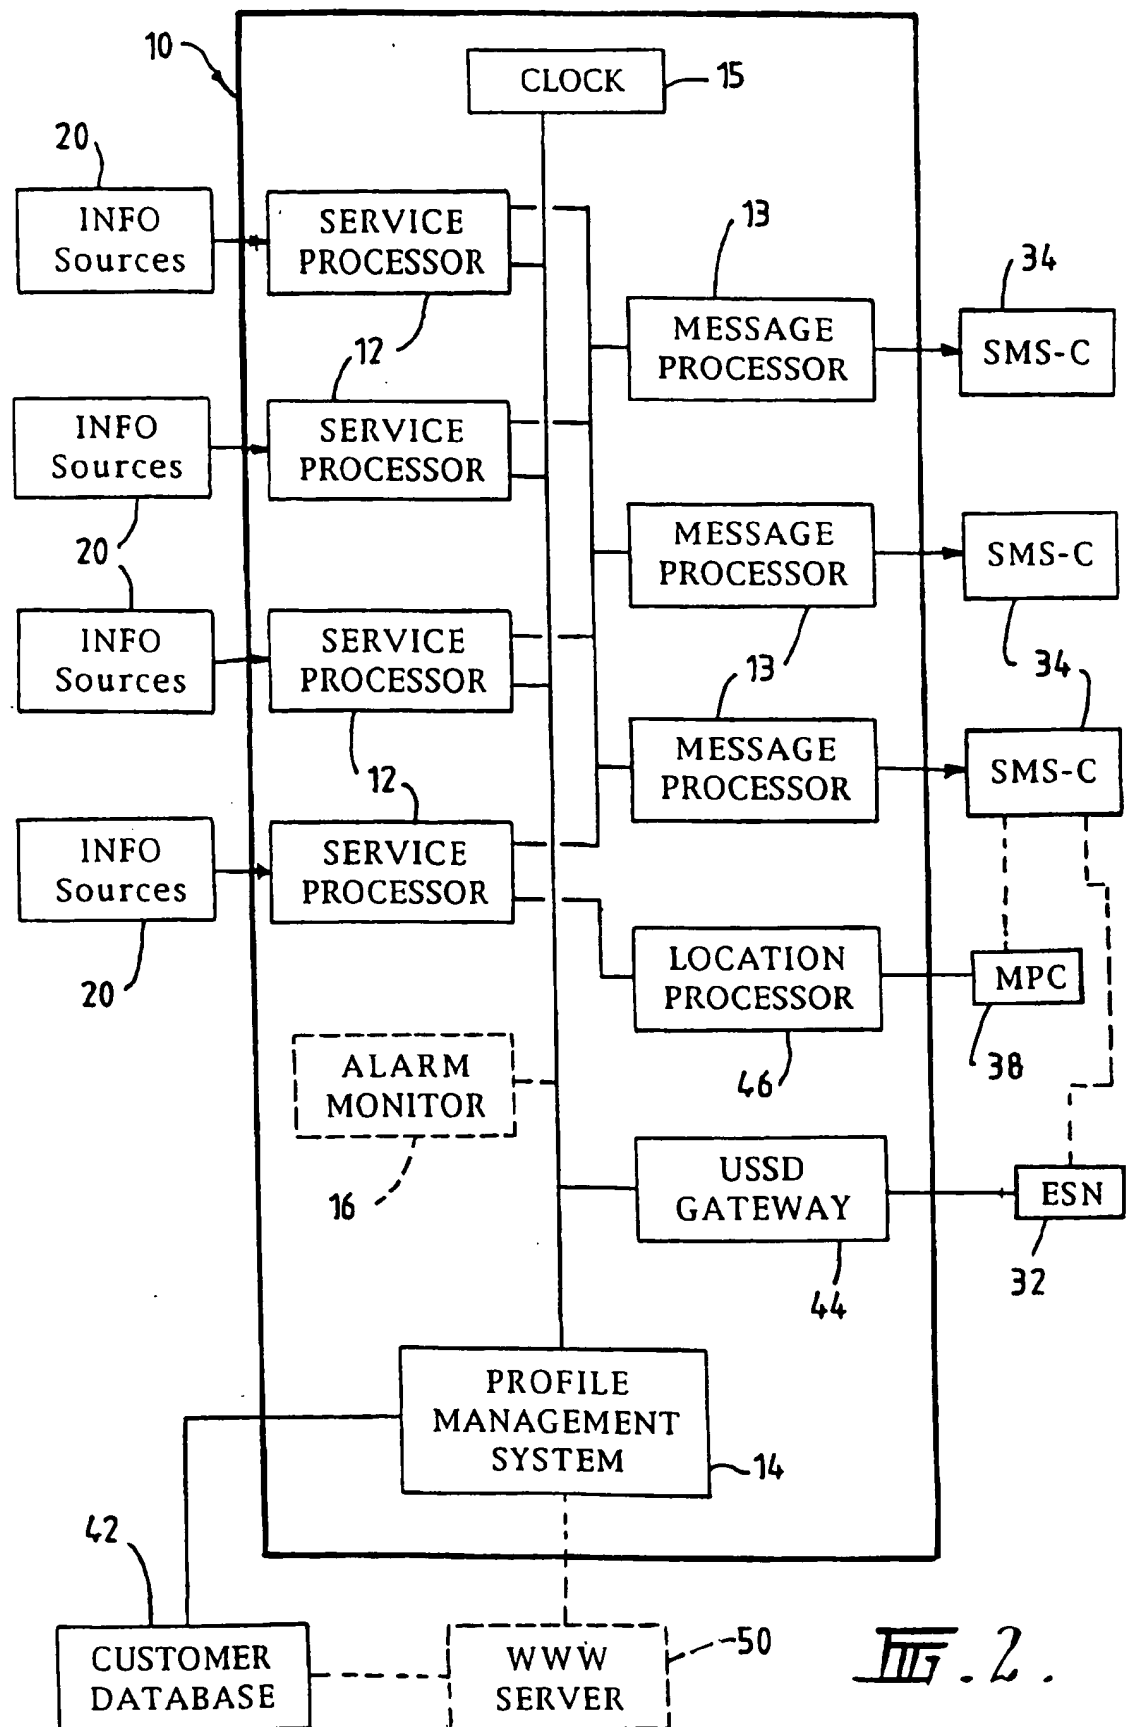 10
CLOCK
15
20
INFO
Sources
SERVICE
PROCESSOR
13
34
MESSAGE
PROCESSOR
SMS-C
12
INFO
Sources
SERVICE
PROCESSOR
20
MESSAGE
PROCESSOR
SMS-C
INFO
Sources
SERVICE
PROCESSOR
13
34
12
MESSAGE
PROCESSOR
SMS-C
INFO
Sources
SERVICE
PROCESSOR
20
LOCATION
PROCESSOR
MPC
46
38
ALARM
MONITOR
16
USSD
GATEWAY
ESN
44
32
PROFILE
MANAGEMENT
SYSTEM
14
42
CUSTOMER
DATABASE
WWW
SERVER
50
FIG. 2.